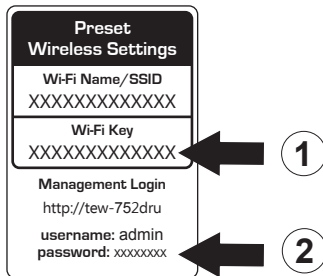 Preset
Wireless Settings
Wi-Fi Name/SSID
XXXXXXXXXXXXX
Wi-Fi Key
XXXXXXXXXXXXX
1
Management Login
http://tew-752dru
username: admin
password: xxxxxxxx
2